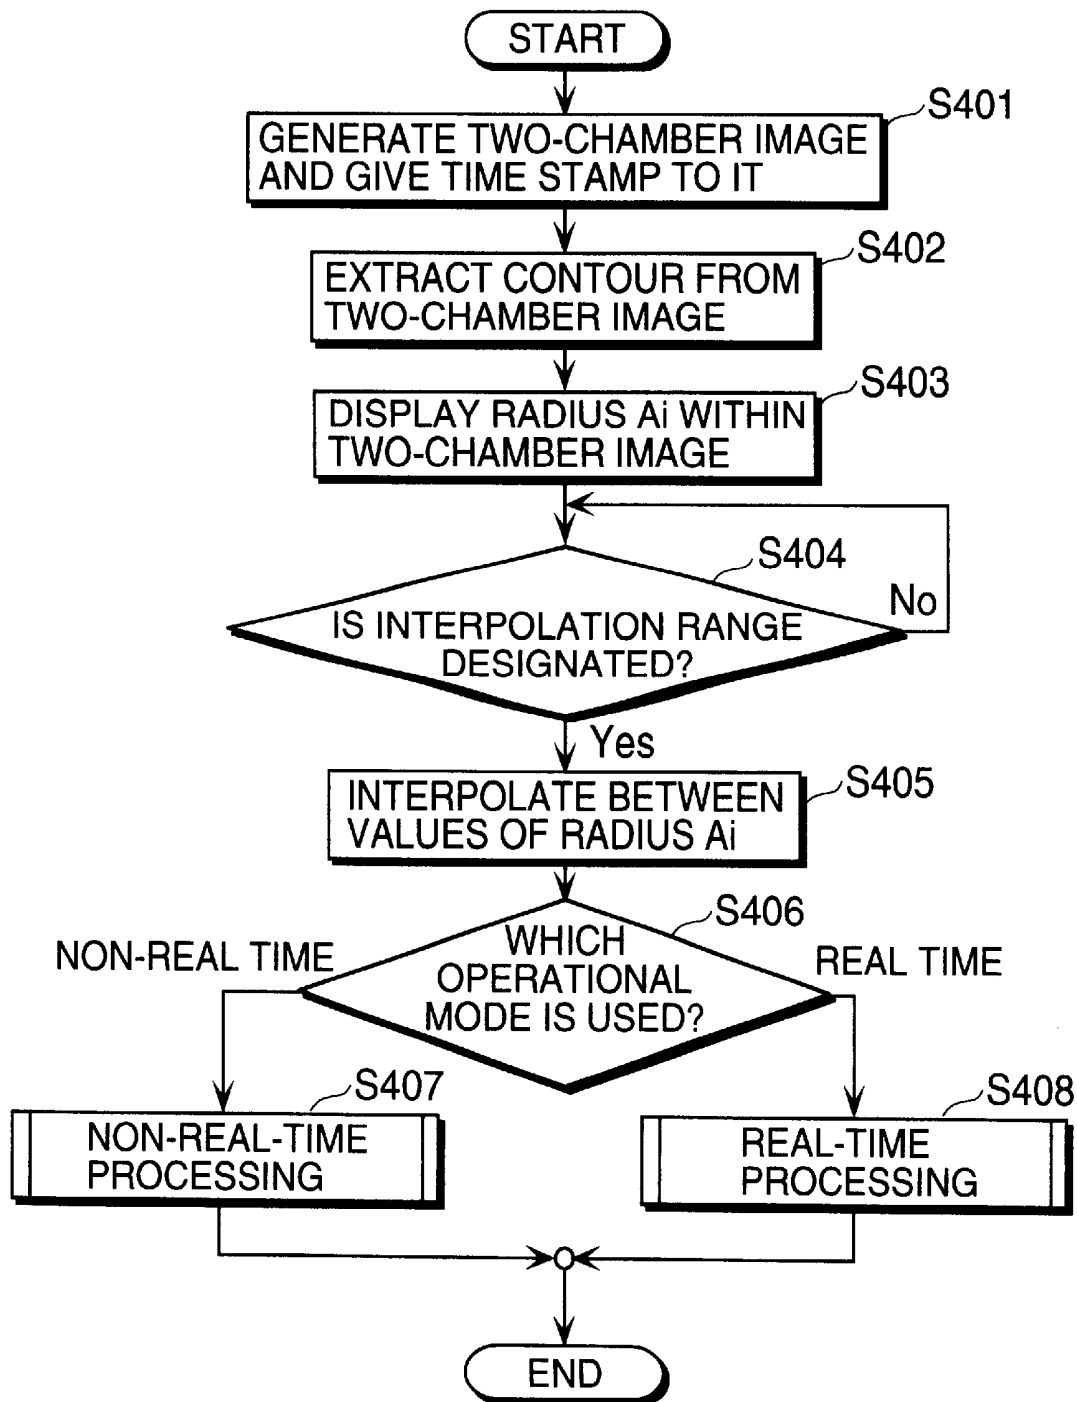 START
S401
GENERATE TWO-CHAMBER IMAGE
AND GIVE TIME STAMP TO IT
S402
EXTRACT CONTOUR FROM
TWO-CHAMBER IMAGE
S403
DISPLAY RADIUS Ai WITHIN
TWO-CHAMBER IMAGE
S404
No
IS INTERPOLATION RANGE
DESIGNATED?
Yes
S405
INTERPOLATE BETWEEN
VALUES OF RADIUS Ai
S406
NON-REAL TIME
WHICH
OPERATIONAL
MODE IS USED?
REAL TIME
S407
NON-REAL-TIME
PROCESSING
S408
REAL-TIME
PROCESSING
END